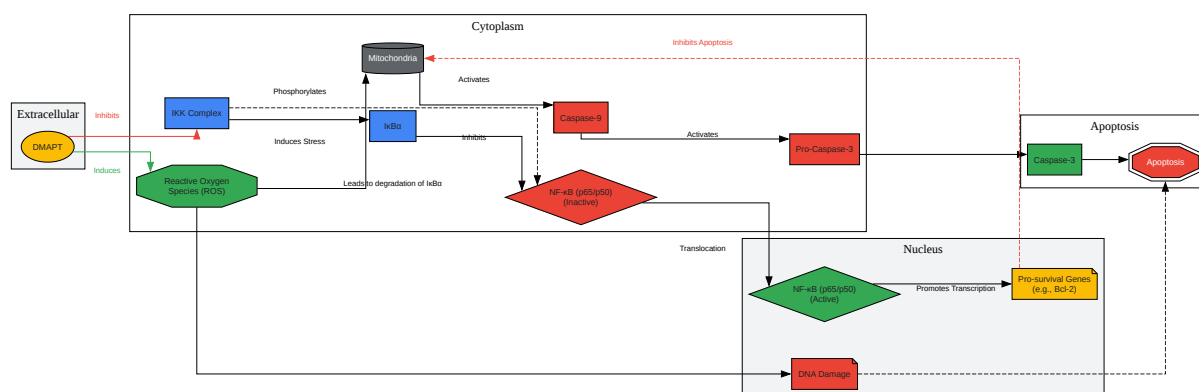 Cytoplasm
Inhibits Apoptosis
Mitochondria
Activates
Phosphorylates
Extracellular
Inhibits
IKK Complex
Caspase-9
IκBα
Apoptosis
Activates
Inhibits
Induces Stress
DMAPT
Pro-Caspase-3
Caspase-3
Apoptosis
Induces
Reactive Oxygen
Species (ROS)
Leads to degradation of IκBα
NF-κB (p65/p50)
(Inactive)
Translocation
Nucleus
Pro-survival Genes
(e.g., Bcl-2)
NF-κB (p65/p50)
(Active)
Promotes Transcription
DNA Damage